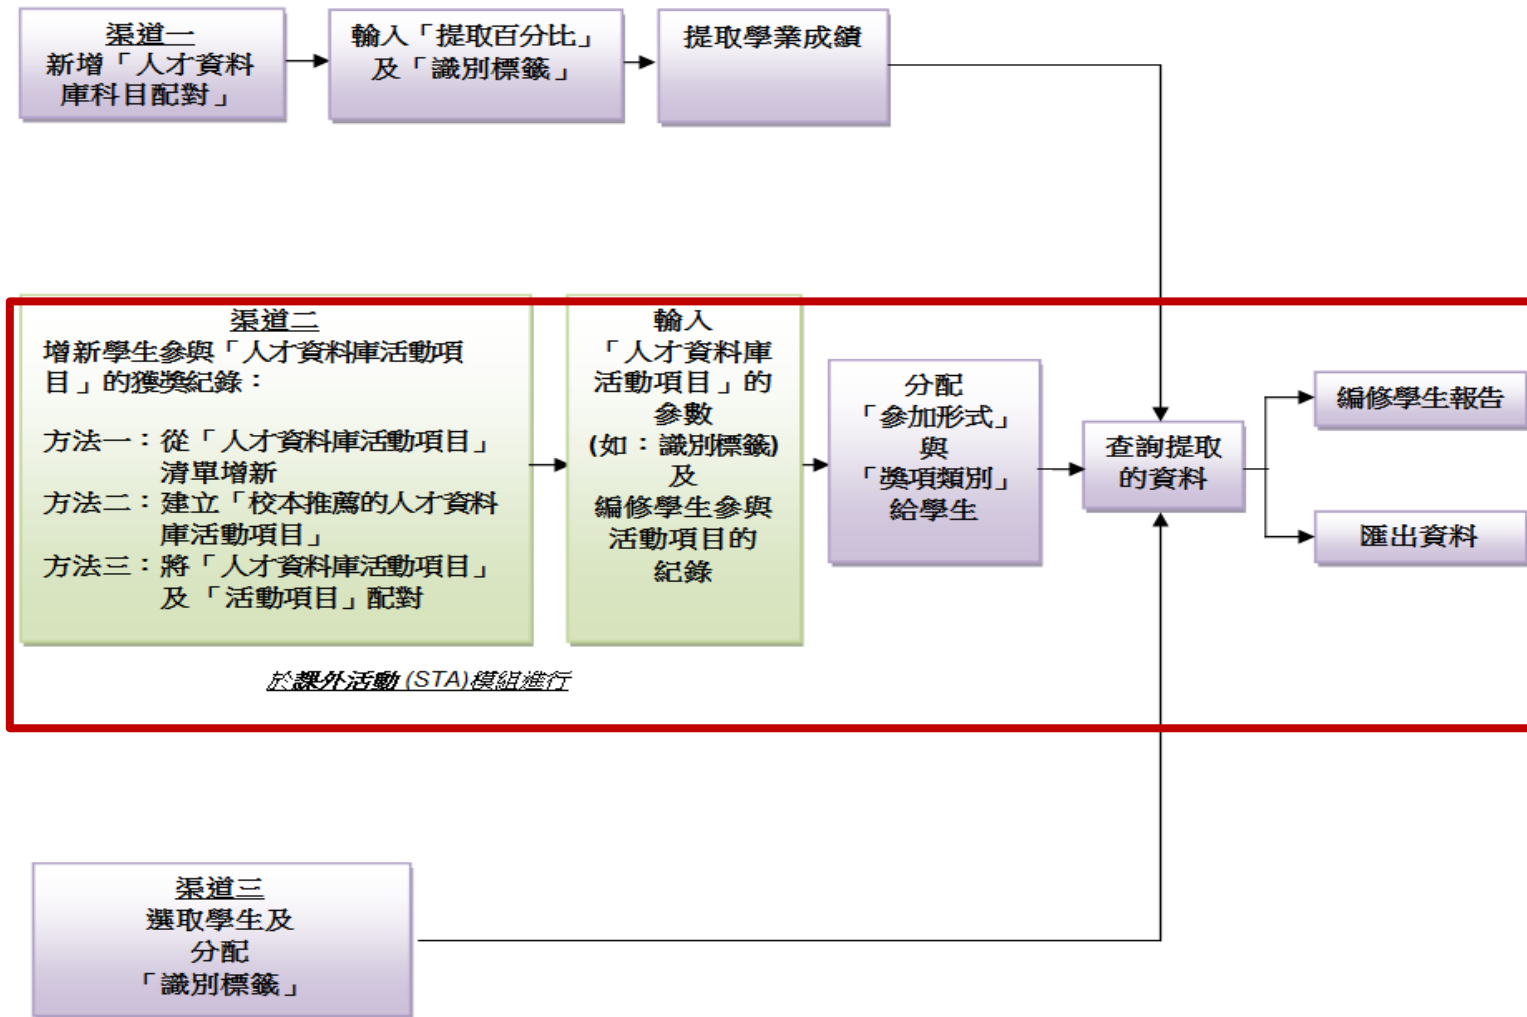 渠道一
新增「人才資料
庫科目配對」
輸入「提取百分比」
及「識別標籤」
提取學業成績
渠道二
增新學生參與「人才資料庫活動項
目」的獲獎紀錄：
方法一：從「人才資料庫活動項目」
清單增新
方法二：建立「校本推薦的人才資料
庫活動項目」
方法三：將「人才資料庫活動項目」
及「活動項目」配對
輸入
「人才資料庫
活動項目」的
參數
(如：識別標籤)
及
編修學生參與
活動項目的
紀錄
分配
「參加形式」
與
「獎項類別」
給學生
查詢提取
的資料
編修學生報告
匯出資料
於課外活動 (STA)模組進行
渠道三
選取學生及
分配
「識別標籤」